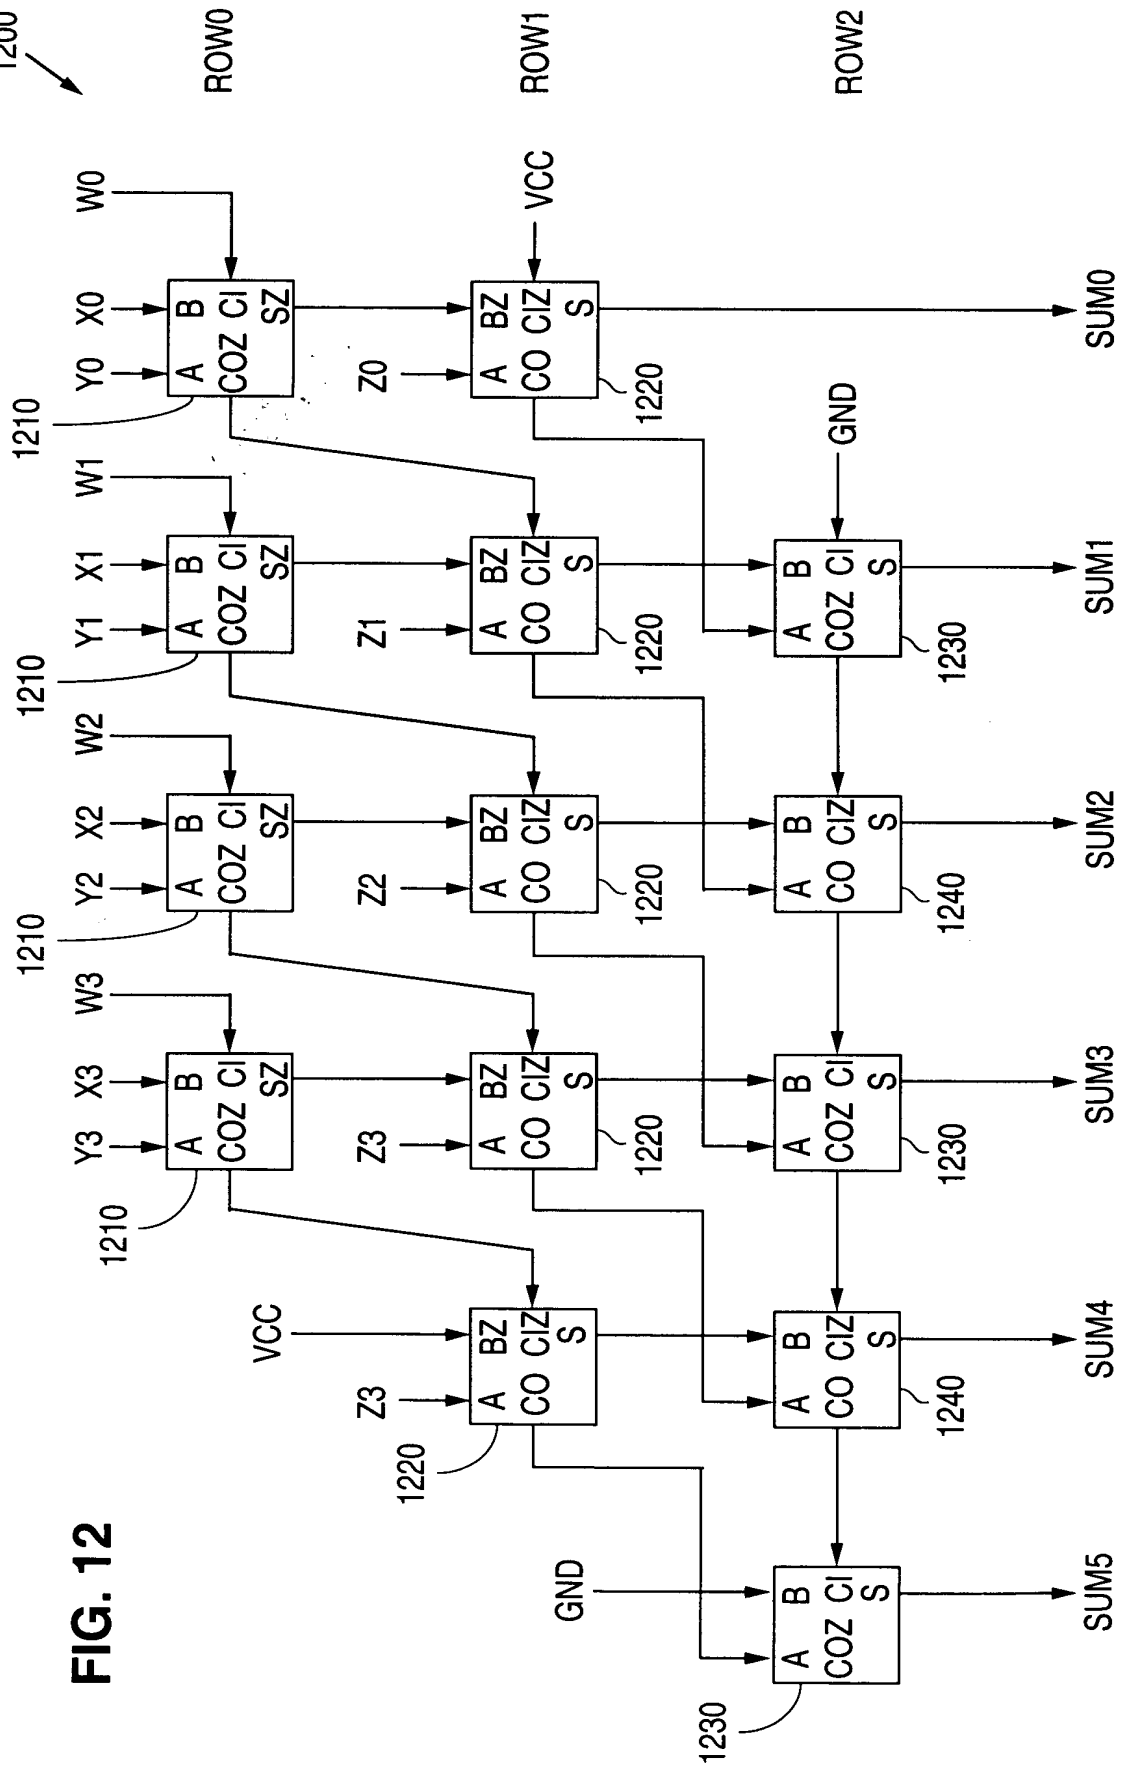 1210 1210 1210 1200
FIG. 12
Y3 X3 W3 Y2 X2 W2 Y1 X1 W1 Y0 X0 W0
1210
A B A B A B A B
COZ CI COZ CI COZ CI COZ CI ROW0
SZ SZ SZ SZ
VCC
Z3 Z3 Z2 Z1 Z0
1220
A BZ A BZ A BZ A BZ A BZ
CO CIZ CO CIZ CO CIZ CO CIZ CO CIZ VCC ROW1
S S S S S
GND
1220 1220 1220 1220
1230
A B A B A B A B A B
COZ CI CO CIZ COZ CI CO CIZ COZ CI GND ROW2
S S S S S
1240 1230 1240 1230
SUM5 SUM4 SUM3 SUM2 SUM1 SUM0